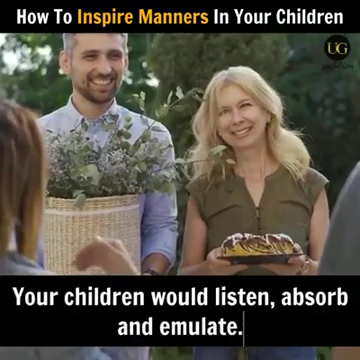 How To Inspire Manners In Your Children
UG
Your children would listen, absorb
and emulate.